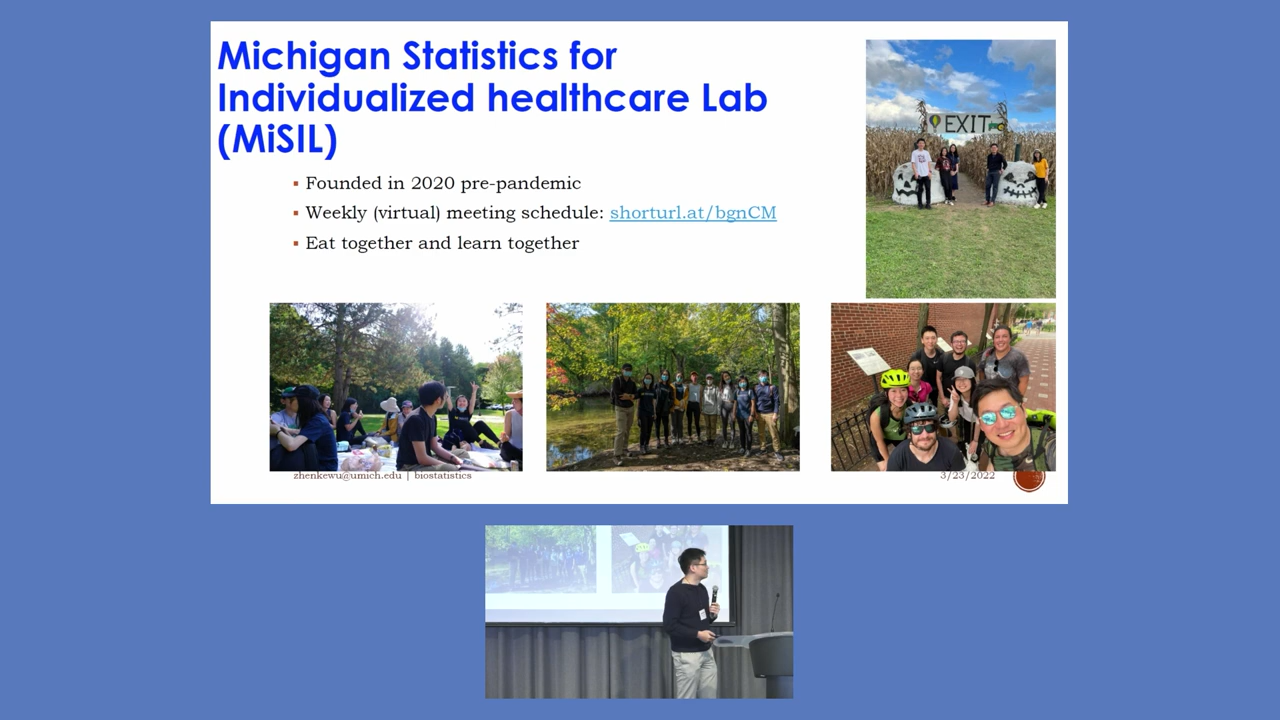 Michigan Statistics for
Individualized healthcare Lab
(MiSIL)
▪ Founded in 2020 pre-pandemic
▪ Weekly (virtual) meeting schedule: shorturl.at/bgnCM
▪ Eat together and learn together
EXIT
zhenkewu@umich.edu | biostatistics
3/23/2022